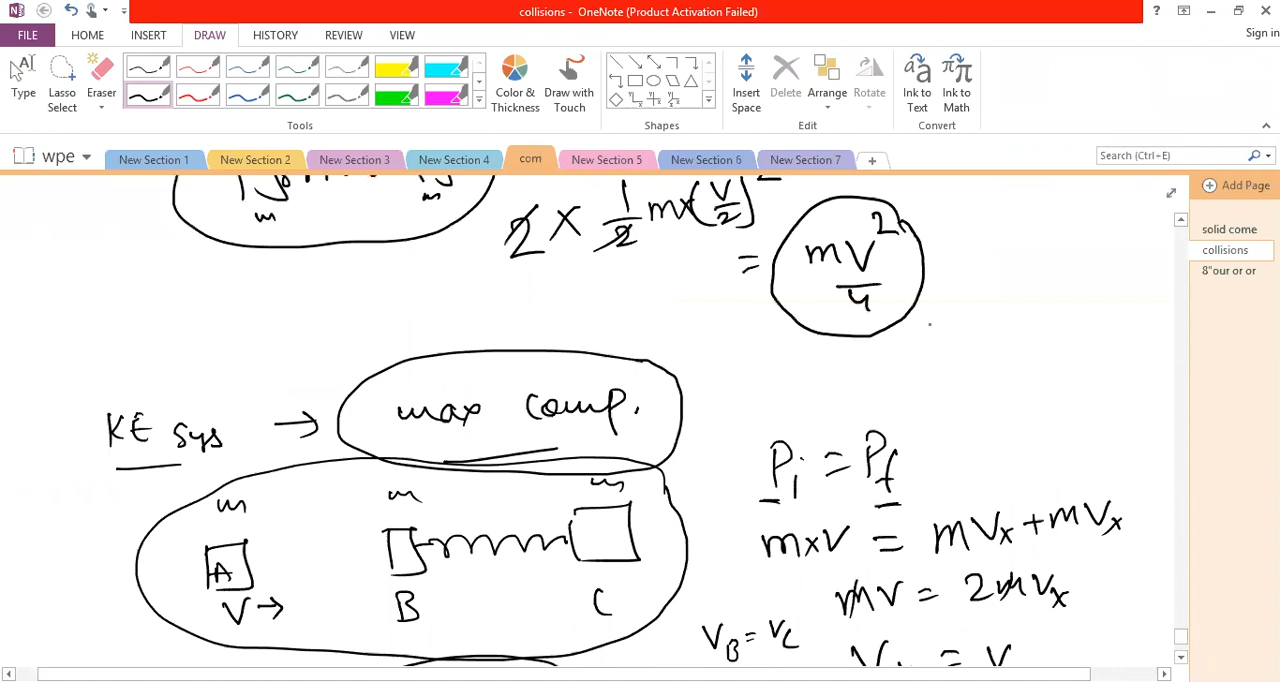 collisions - OneNote (Product Activation Failed)
FILE HOME INSERT DRAW HISTORY REVIEW VIEW
Sign in
Type Lasso Select Eraser
Color & Thickness Draw with Touch
Insert Space Delete Arrange Rotate
Ink to Text Ink to Math
Tools Shapes Edit Convert
wpe New Section 1 New Section 2 New Section 3 New Section 4 com New Section 5 New Section 6 New Section 7
Search (Ctrl+E)
Add Page
solid come
collisions
8"our or or
m m
2 × 1/2 m×(V/2)²
= mV²/4
KE sys → max comp.
m m m
A B C
V →
Pi = Pf
m×V = mVx + mVx
mV = 2mVx
VB = VC